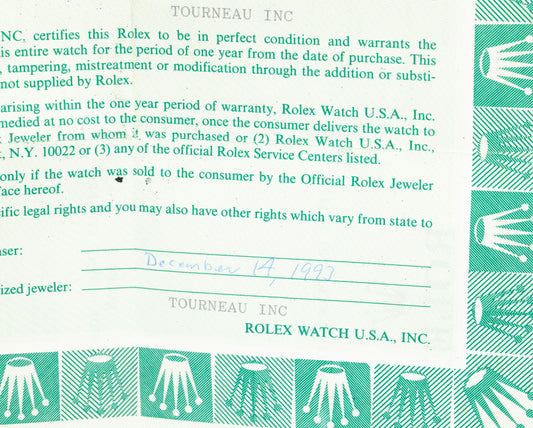 TOURNEAU INC
NC, certifies this Rolex to be in perfect condition and warrants the
is entire watch for the period of one year from the date of purchase. This
, tampering, mistreatment or modification through the addition or substi-
not supplied by Rolex.
arising within the one year period of warranty, Rolex Watch U.S.A., Inc.
medied at no cost to the consumer, once the consumer delivers the watch to
Jeweler from whom it was purchased or (2) Rolex Watch U.S.A., Inc.,
, N.Y. 10022 or (3) any of the official Rolex Service Centers listed.
only if the watch was sold to the consumer by the Official Rolex Jeweler
face hereof.
ific legal rights and you may also have other rights which vary from state to
aser:
December 14, 1997
ized jeweler:
TOURNEAU INC
ROLEX WATCH U.S.A., INC.